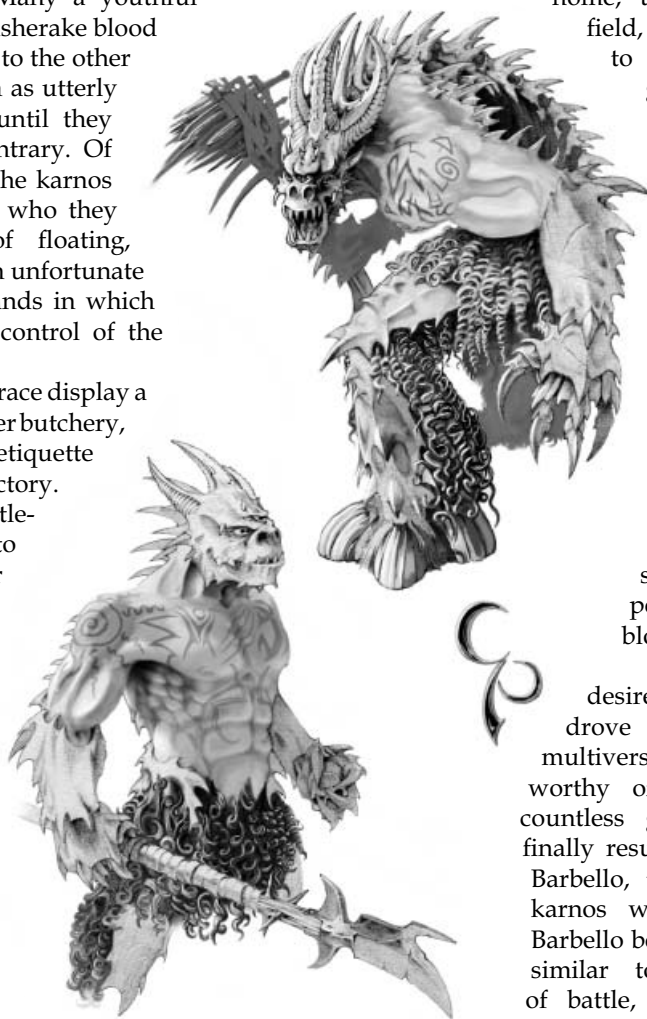 Many a youthful
sherake blood
to the other
as utterly
until they
ntrary. Of
he karnos
who they
of floating,
n unfortunate
nds in which
control of the
race display a
er butchery,
etiquette
ctory.
tle-
to
r
home, t
field,
to
s
p
blo
desire
drove
multivers
worthy o
countless g
finally resu
Barbello,
karnos w
Barbello be
similar to
of battle,